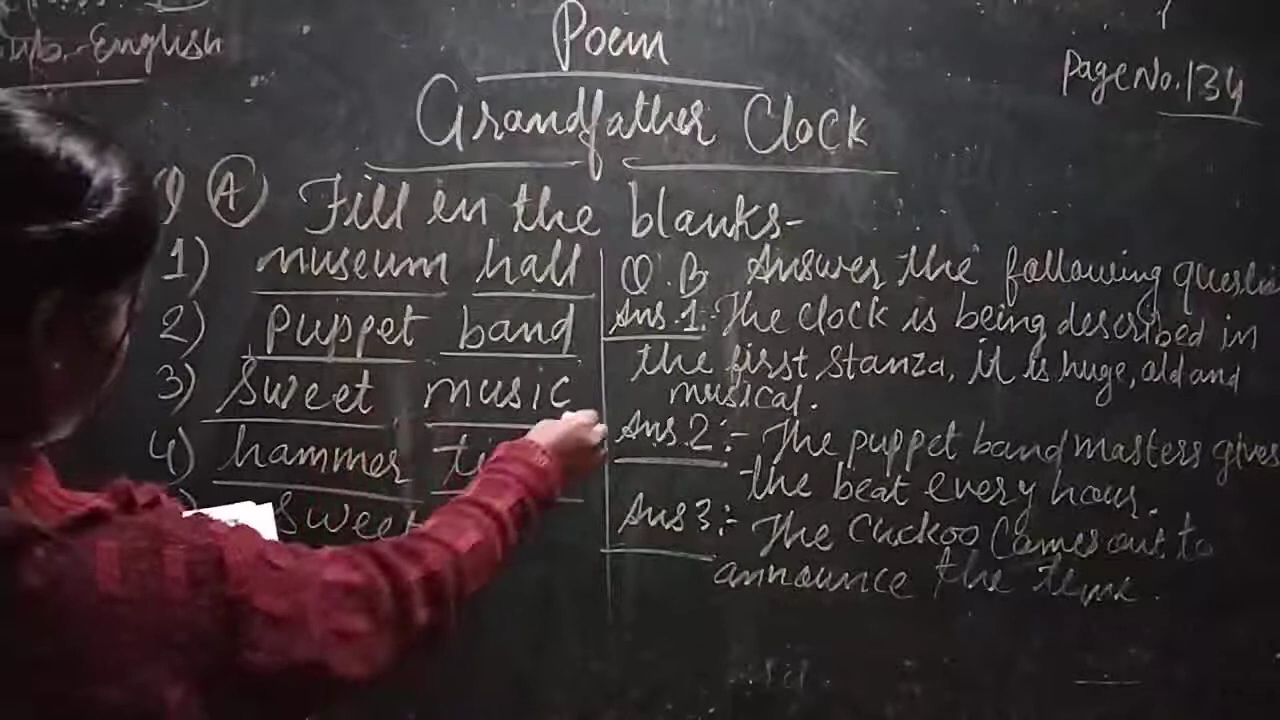 Sub.-English
Poem
Page No. 134
Grandfather Clock
Q A Fill in the blanks-
1) museum hall
2) puppet band
3) sweet music
4) hammer
sweet
Q.B Answer the following
Ans.1.-The clock is being described in
the first stanza, it is huge, old and
musical.
Ans.2:- The puppet band masters gives
the beat every hour.
Ans3:- The Cuckoo Comes out to
announce the time.